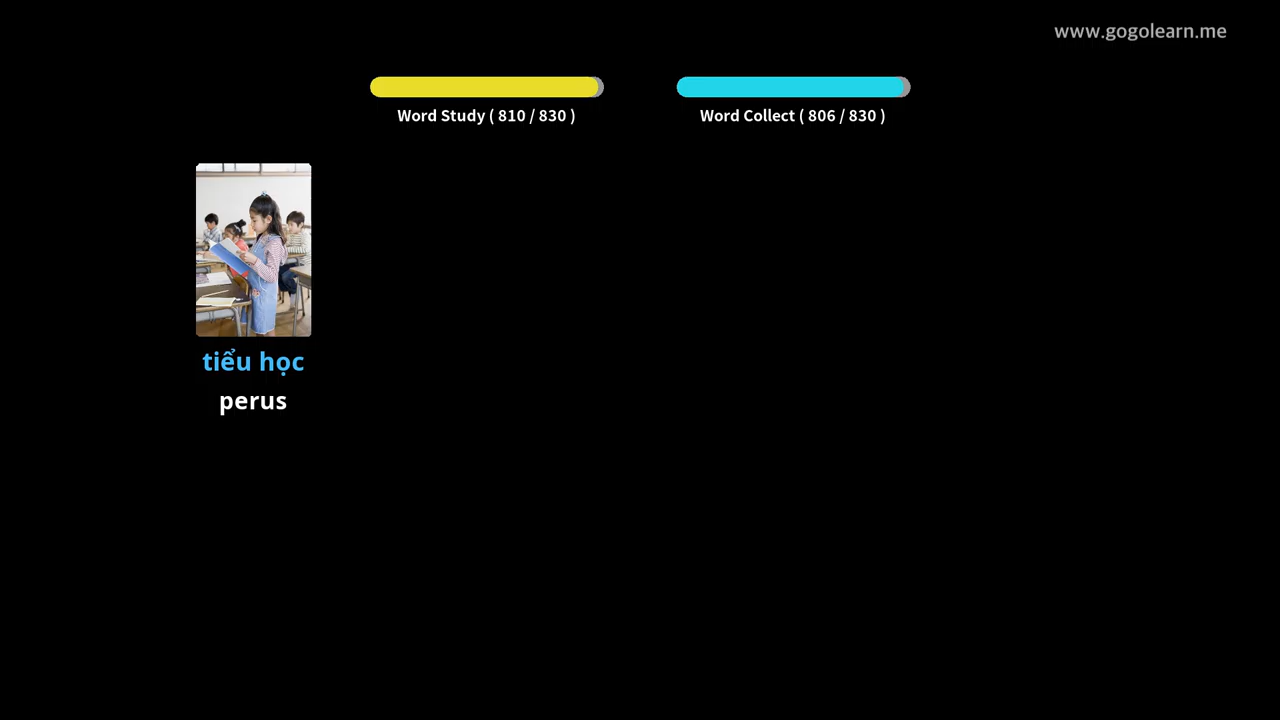 www.gogolearn.me
Word Study ( 810 / 830 )
Word Collect ( 806 / 830 )
tiểu học
perus